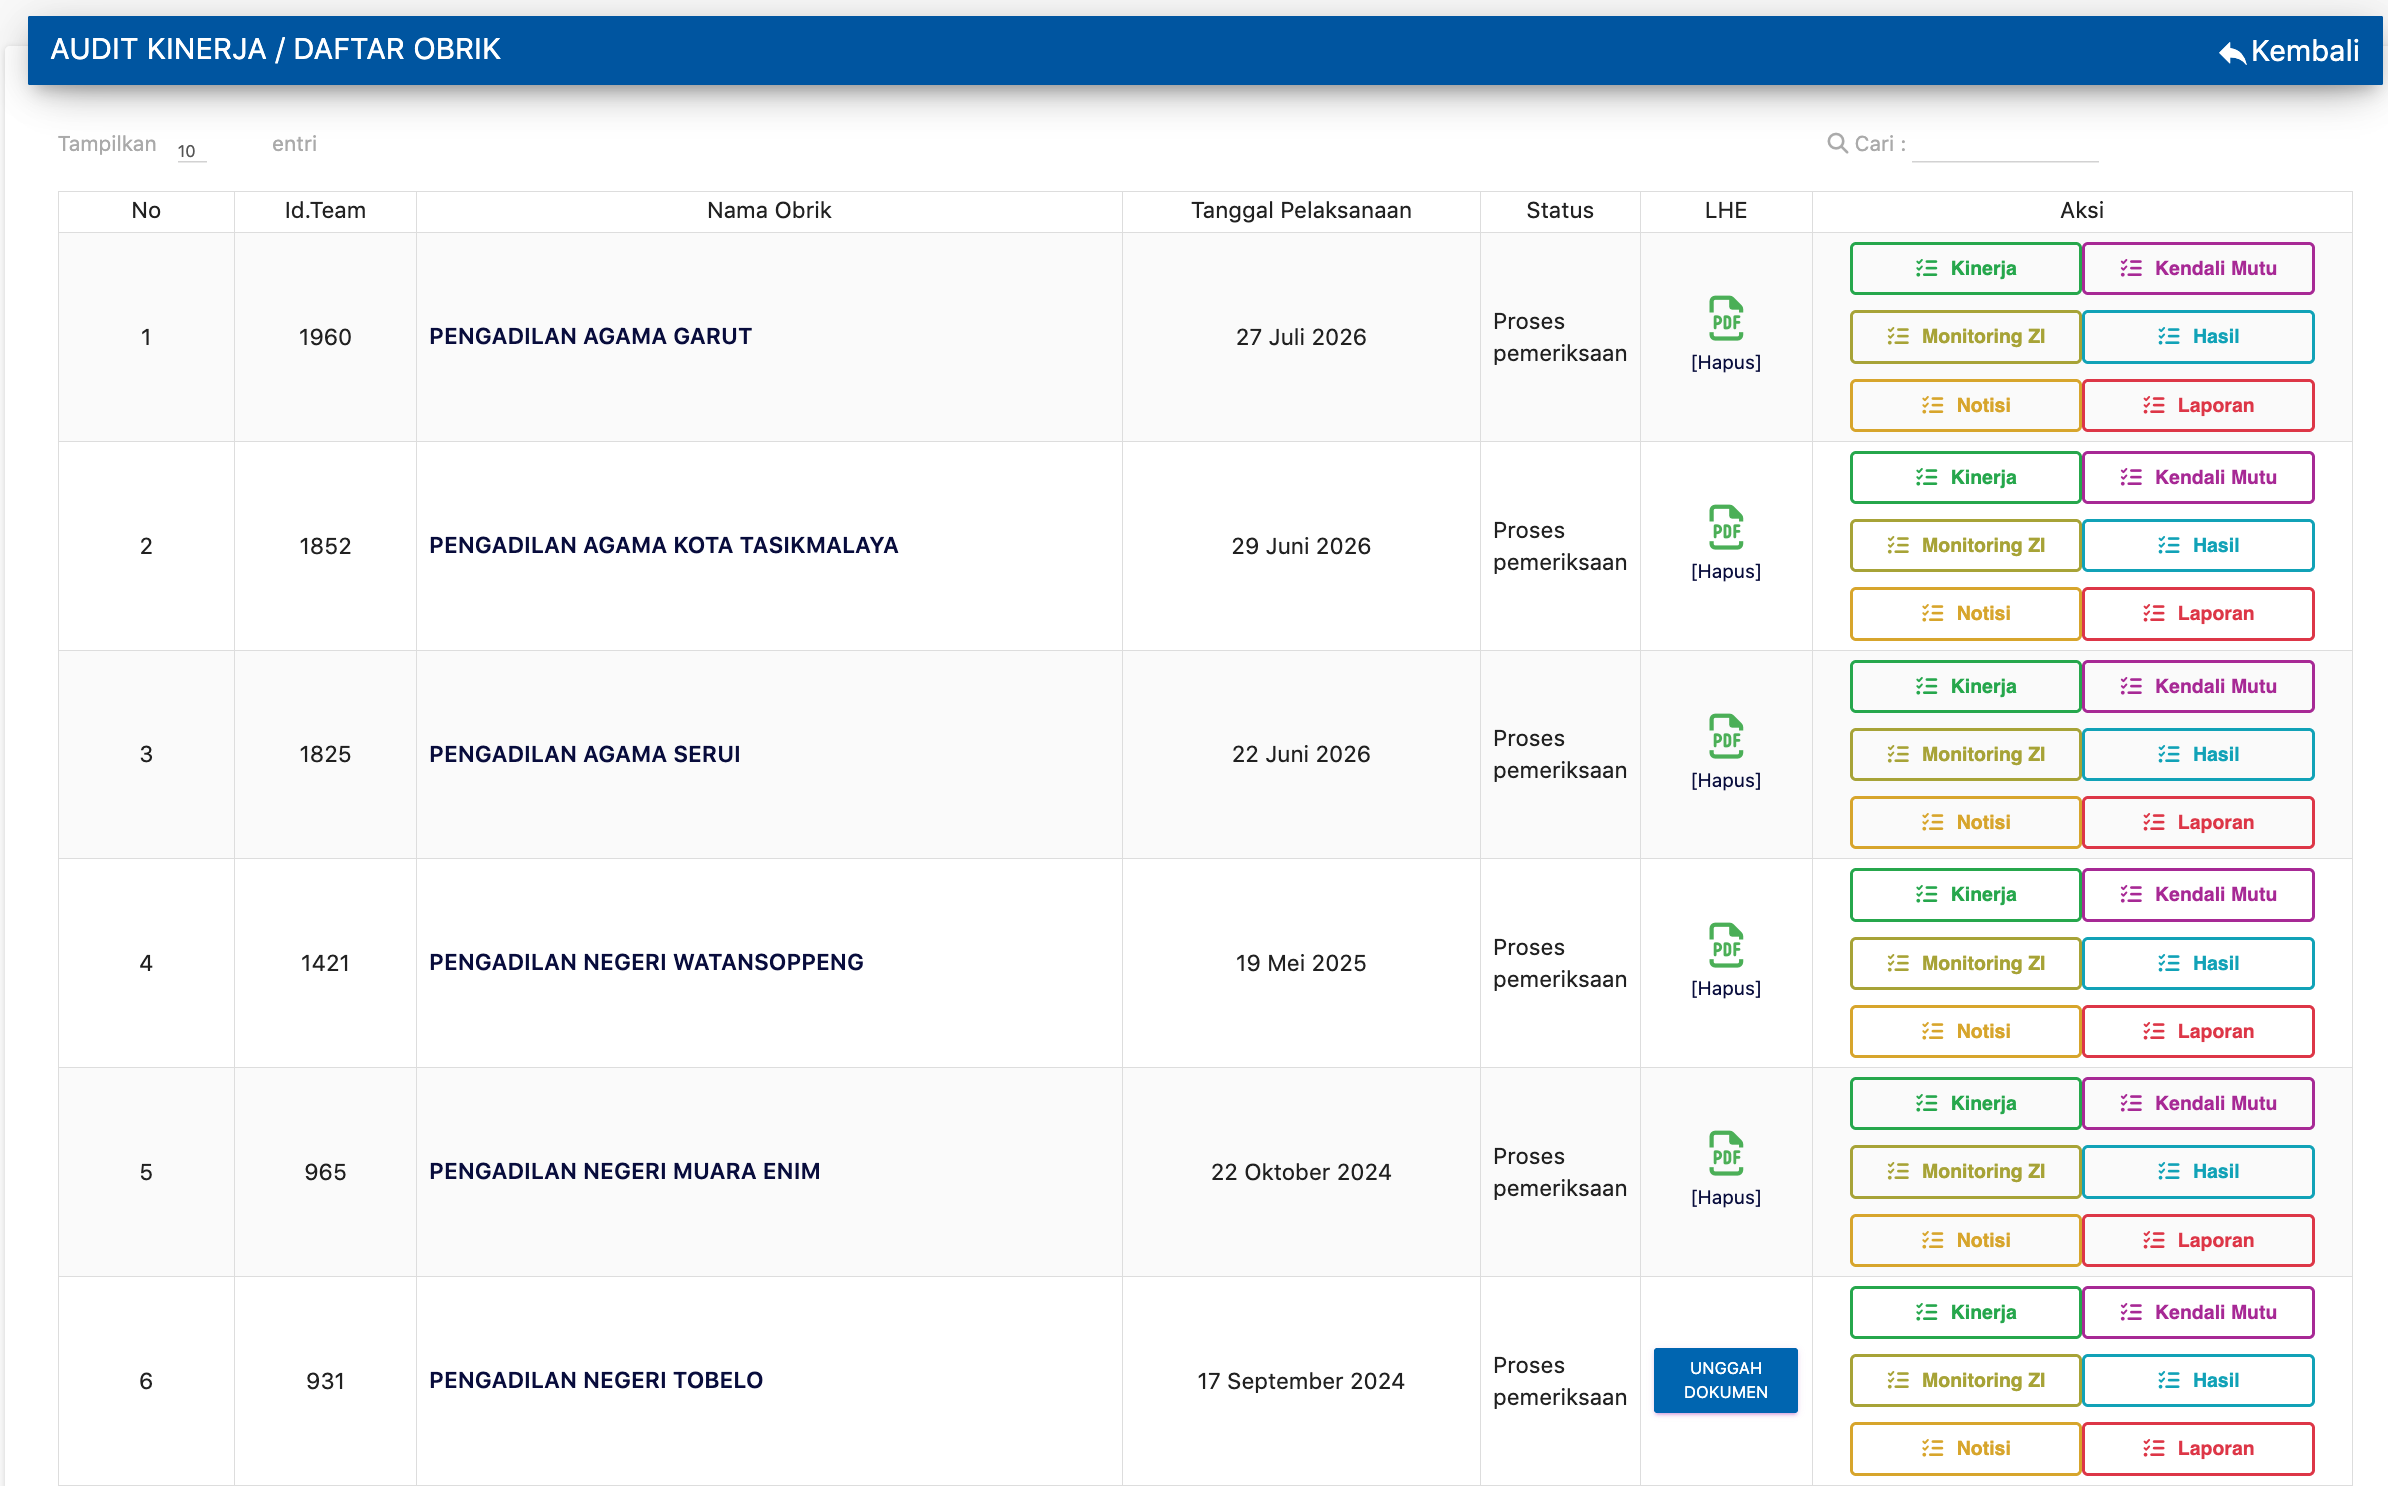 AUDIT KINERJA / DAFTAR OBRIK
Kembali
Tampilkan 10 entri
Cari :
No Id.Team Nama Obrik Tanggal Pelaksanaan Status LHE Aksi
1 1960 PENGADILAN AGAMA GARUT 27 Juli 2026
Proses
pemeriksaan
PDF
[Hapus]
Kinerja Kendali Mutu
Monitoring ZI Hasil
Notisi Laporan
2 1852 PENGADILAN AGAMA KOTA TASIKMALAYA 29 Juni 2026
Proses
pemeriksaan
PDF
[Hapus]
Kinerja Kendali Mutu
Monitoring ZI Hasil
Notisi Laporan
3 1825 PENGADILAN AGAMA SERUI 22 Juni 2026
Proses
pemeriksaan
PDF
[Hapus]
Kinerja Kendali Mutu
Monitoring ZI Hasil
Notisi Laporan
4 1421 PENGADILAN NEGERI WATANSOPPENG 19 Mei 2025
Proses
pemeriksaan
PDF
[Hapus]
Kinerja Kendali Mutu
Monitoring ZI Hasil
Notisi Laporan
5 965 PENGADILAN NEGERI MUARA ENIM 22 Oktober 2024
Proses
pemeriksaan
PDF
[Hapus]
Kinerja Kendali Mutu
Monitoring ZI Hasil
Notisi Laporan
6 931 PENGADILAN NEGERI TOBELO 17 September 2024
Proses
pemeriksaan
UNGGAH
DOKUMEN
Kinerja Kendali Mutu
Monitoring ZI Hasil
Notisi Laporan